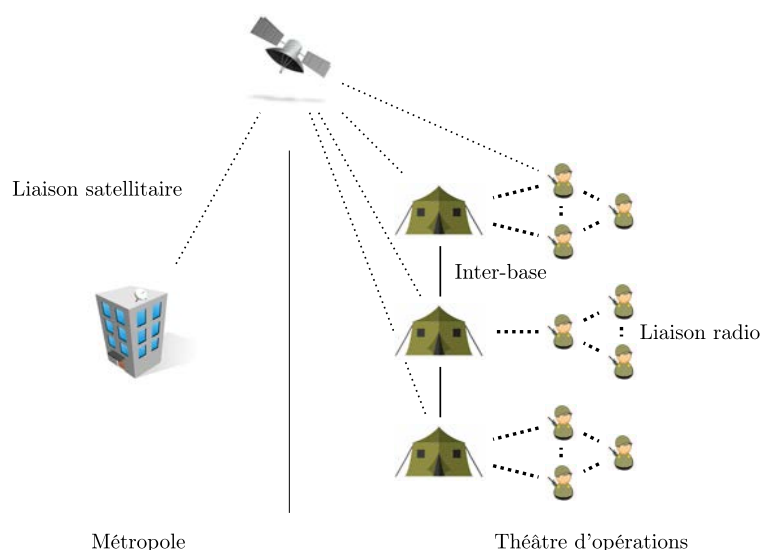 Liaison satellitaire
Inter-base
Liaison radio
Métropole
Théâtre d'opérations